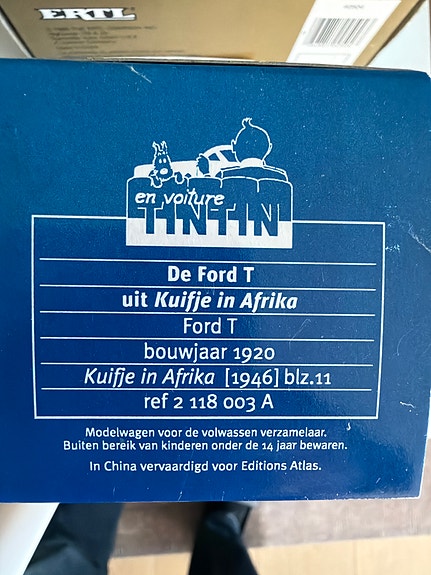 ERTL
en voiture
TINTIN
De Ford T
uit Kuifje in Afrika
Ford T
bouwjaar 1920
Kuifje in Afrika [1946] blz.11
ref 2 118 003 A
Modelwagen voor de volwassen verzamelaar.
Buiten bereik van kinderen onder de 14 jaar bewaren.
In China vervaardigd voor Editions Atlas.